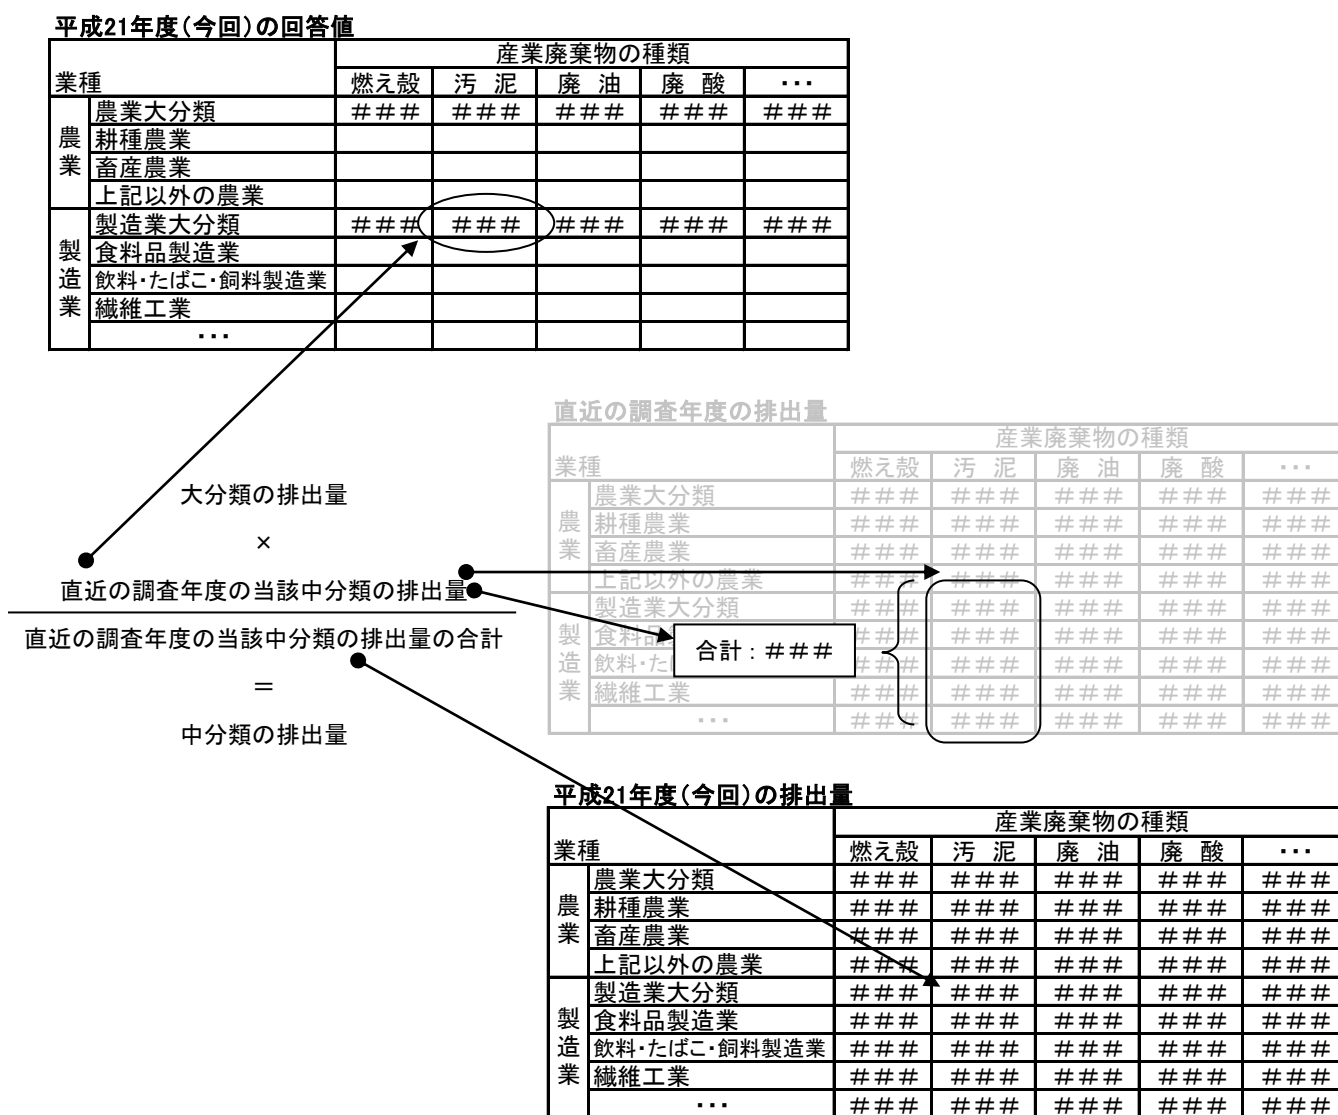 平成21年度(今回)の回答値
産業廃棄物の種類
業種 燃え殻 汚 泥 廃 油 廃 酸 ・・・
農業
農業大分類 ### ### ### ### ###
耕種農業
畜産農業
上記以外の農業
製造業
製造業大分類 ### ### ### ### ###
食料品製造業
飲料・たばこ・飼料製造業
繊維工業
・・・
大分類の排出量
×
直近の調査年度の当該中分類の排出量
直近の調査年度の当該中分類の排出量の合計
=
中分類の排出量
直近の調査年度の排出量
産業廃棄物の種類
業種 燃え殻 汚 泥 廃 油 廃 酸 ・・・
農業
農業大分類 ### ### ### ### ###
耕種農業 ### ### ### ### ###
畜産農業 ### ### ### ### ###
上記以外の農業 ### ### ### ### ###
製造業
製造業大分類 ### ### ### ### ###
食料品 ### ### ### ### ###
合計:###
飲料・た ### ### ### ### ###
繊維工業 ### ### ### ### ###
・・・ ### ### ### ### ###
平成21年度(今回)の排出量
産業廃棄物の種類
業種 燃え殻 汚 泥 廃 油 廃 酸 ・・・
農業
農業大分類 ### ### ### ### ###
耕種農業 ### ### ### ### ###
畜産農業 ### ### ### ### ###
上記以外の農業 ### ### ### ### ###
製造業
製造業大分類 ### ### ### ### ###
食料品製造業 ### ### ### ### ###
飲料・たばこ・飼料製造業 ### ### ### ### ###
繊維工業 ### ### ### ### ###
・・・ ### ### ### ### ###